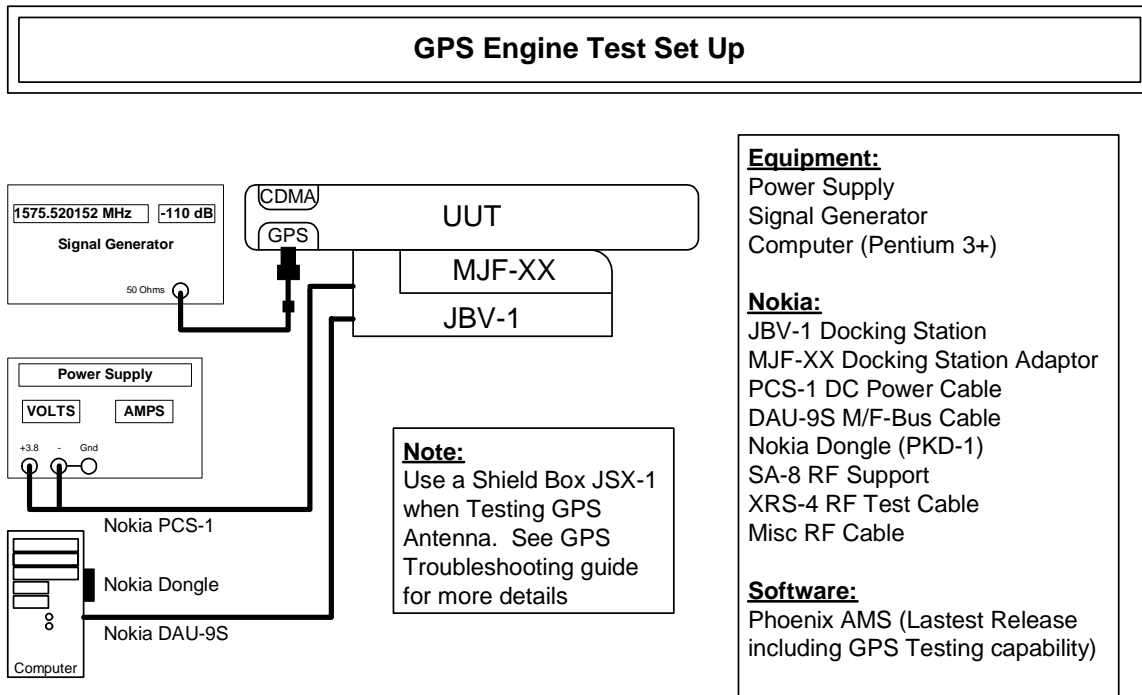 GPS Engine Test Set Up
1575.520152 MHz
-110 dB
Signal Generator
50 Ohms
CDMA
GPS
UUT
MJF-XX
JBV-1
Power Supply
VOLTS
AMPS
+3.8
-
Gnd
Nokia PCS-1
Nokia Dongle
Nokia DAU-9S
Computer
Note:
Use a Shield Box JSX-1
when Testing GPS
Antenna. See GPS
Troubleshooting guide
for more details
Equipment:
Power Supply
Signal Generator
Computer (Pentium 3+)
Nokia:
JBV-1 Docking Station
MJF-XX Docking Station Adaptor
PCS-1 DC Power Cable
DAU-9S M/F-Bus Cable
Nokia Dongle (PKD-1)
SA-8 RF Support
XRS-4 RF Test Cable
Misc RF Cable
Software:
Phoenix AMS (Lastest Release
including GPS Testing capability)